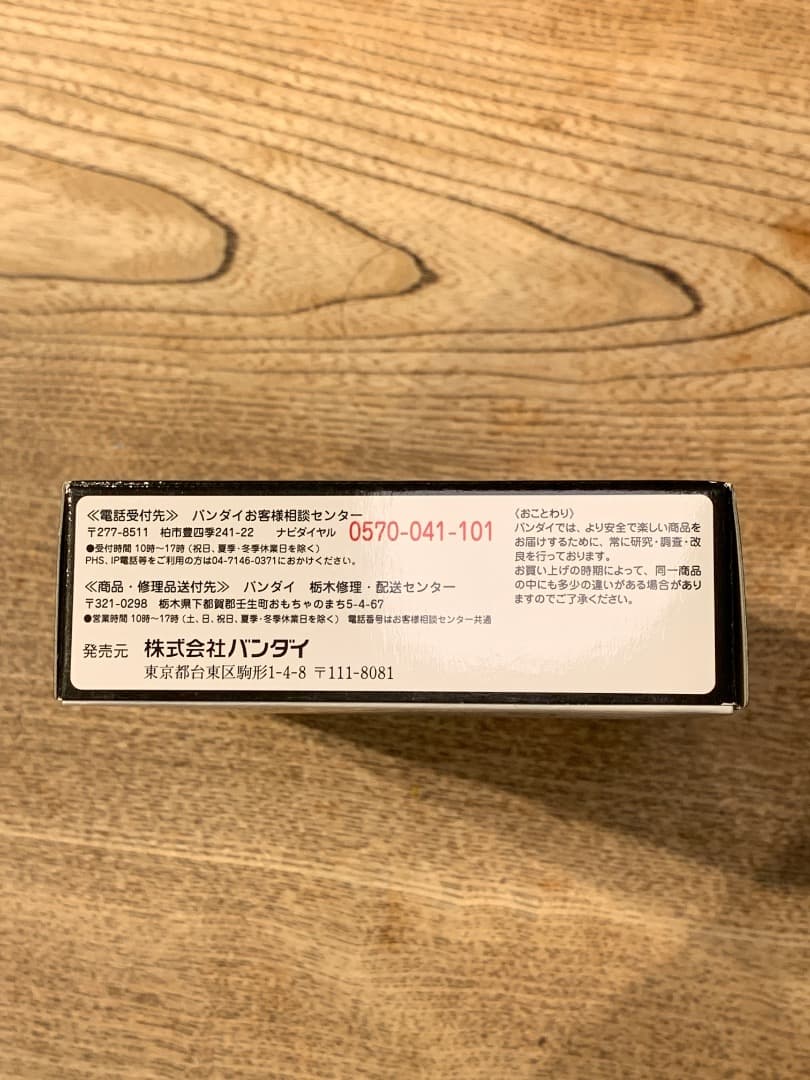 ≪電話受付先≫ バンダイお客様相談センター
〒277-8511 柏市豊四季241-22 ナビダイヤル 0570-041-101
●受付時間 10時〜17時 (祝日、夏季・冬季休業日を除く)
PHS、IP電話等をご利用の方は04-7146-0371におかけください。
≪商品・修理品送付先≫ バンダイ 栃木修理・配送センター
〒321-0298 栃木県下都賀郡壬生町おもちゃのまち5-4-67
●営業時間 10時〜17時 (土、日、祝日、夏季・冬季休業日を除く) 電話番号はお客様相談センター共通
発売元 株式会社バンダイ
東京都台東区駒形1-4-8 〒111-8081
〈おことわり〉
バンダイでは、より安全で楽しい商品を
お届けするために、常に研究・調査・改
良を行っております。
お買い上げの時期によって、同一商品
の中にも多少の違いがある場合があり
ますのでご了承ください。